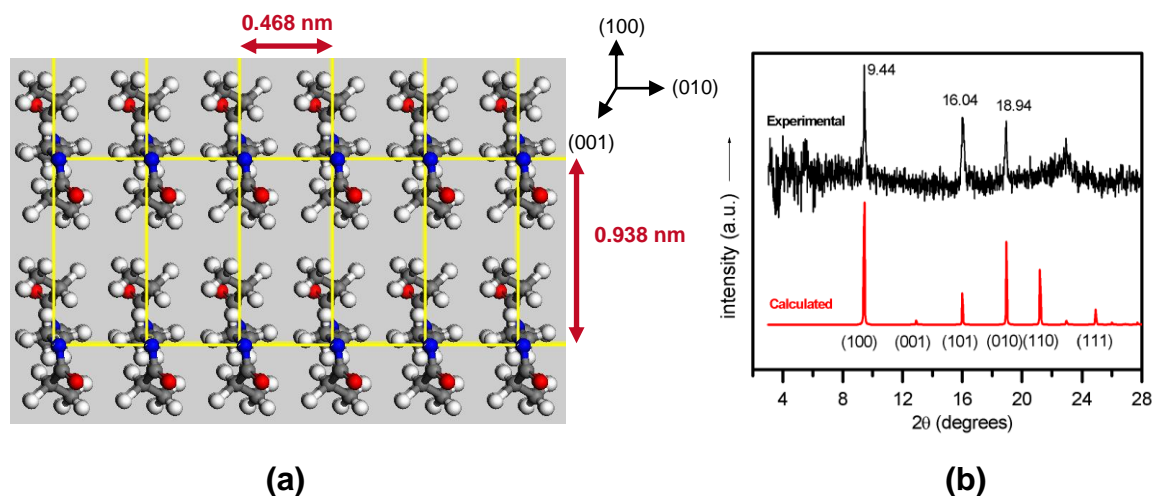 0.468 nm
(100)
(010)
(001)
0.938 nm
(a)
9.44
16.04
18.94
Experimental
Calculated
intensity (a.u.)
(100) (001) (101) (010) (110) (111)
4 8 12 16 20 24 28
2θ (degrees)
(b)